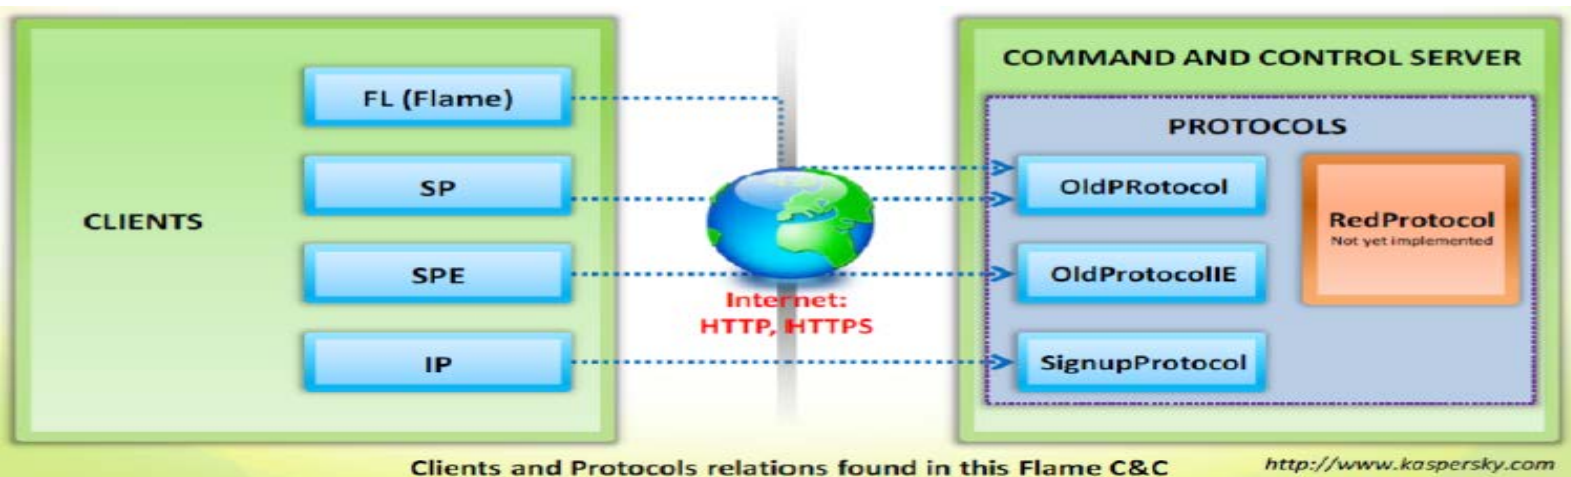 COMMAND AND CONTROL SERVER
FL (Flame)
PROTOCOLS
SP
OldPRotocol
CLIENTS
RedProtocol
Not yet implemented
SPE
OldProtocolIE
Internet:
HTTP, HTTPS
IP
SignupProtocol
Clients and Protocols relations found in this Flame C&C
http://www.kaspersky.com